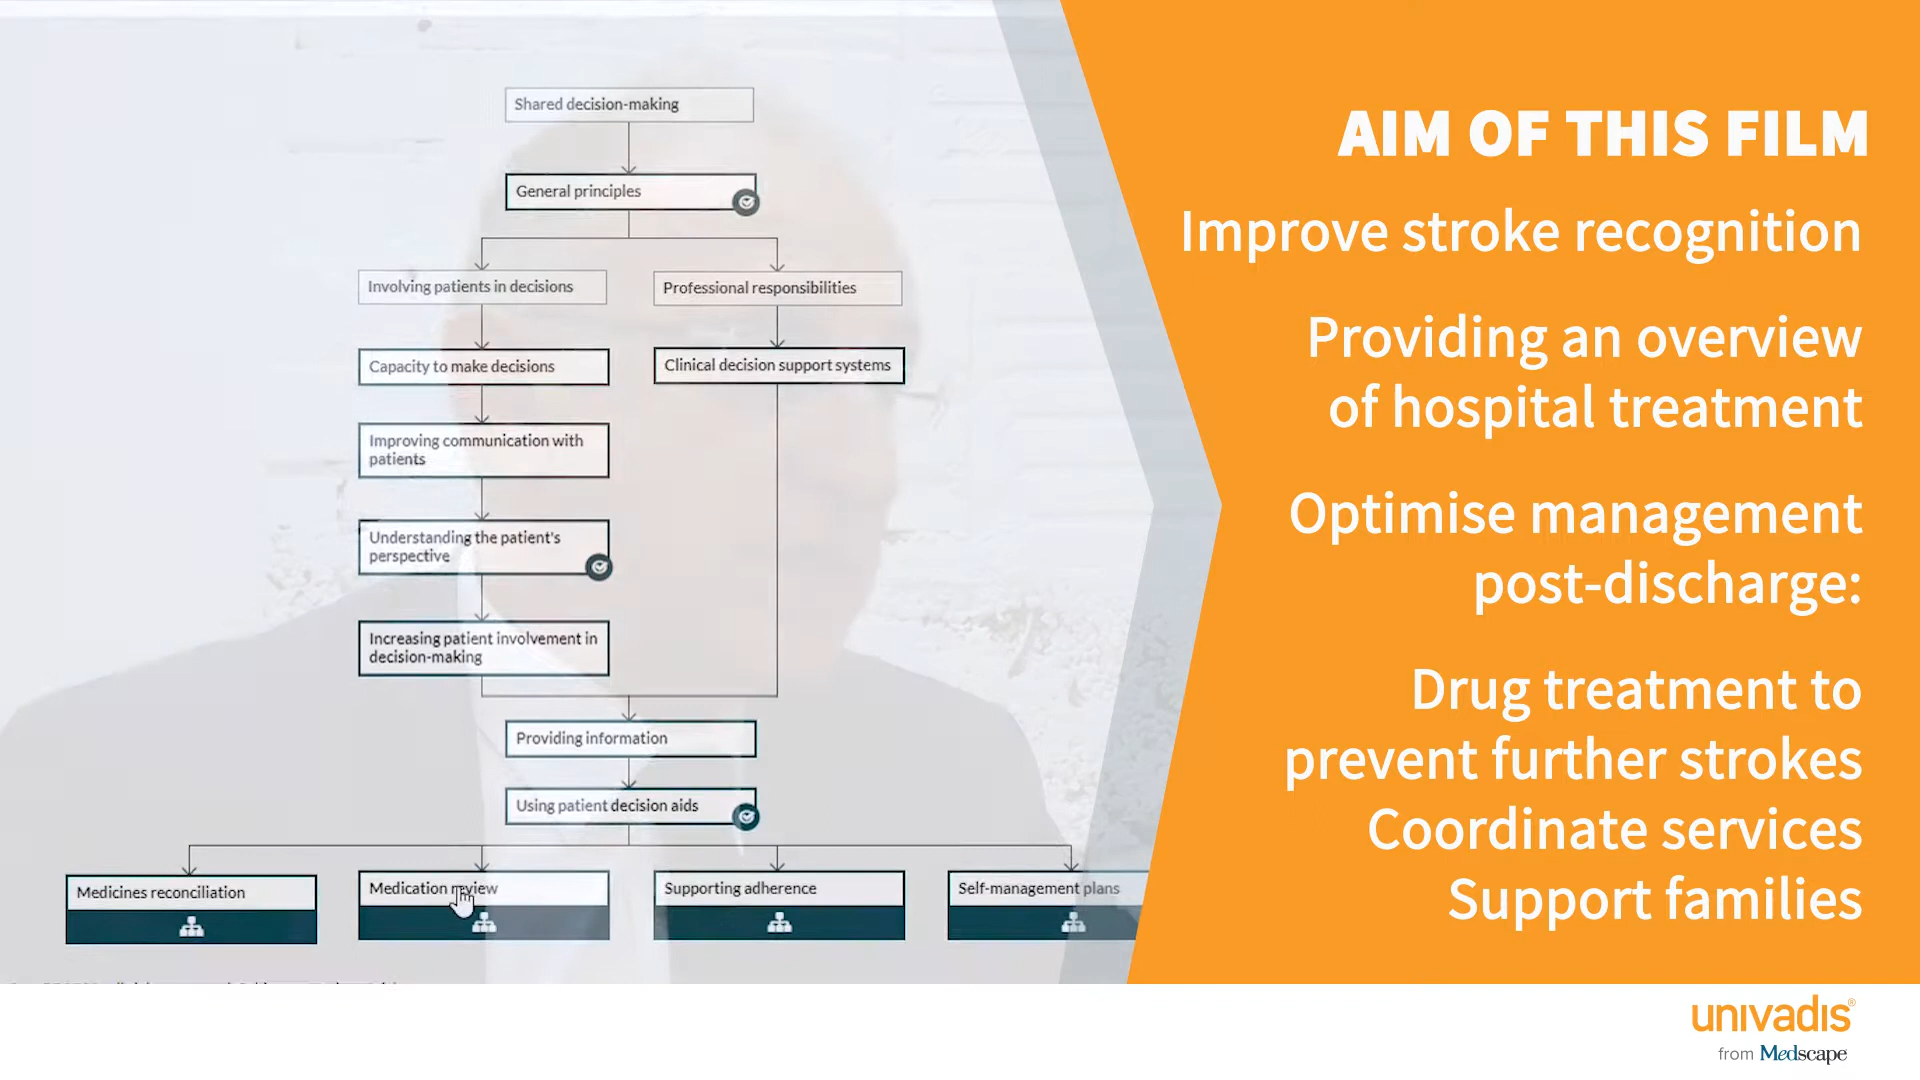 Shared decision-making
General principles
Involving patients in decisions
Professional responsibilities
Capacity to make decisions
Clinical decision support systems
Improving communication with
patients
Understanding the patient's
perspective
Increasing patient involvement in
decision-making
Providing information
Using patient decision aids
Medicines reconciliation
Medication review
Supporting adherence
Self-management plans
AIM OF THIS FILM
Improve stroke recognition
Providing an overview
of hospital treatment
Optimise management
post-discharge:
Drug treatment to
prevent further strokes
Coordinate services
Support families
univadis®
from Medscape